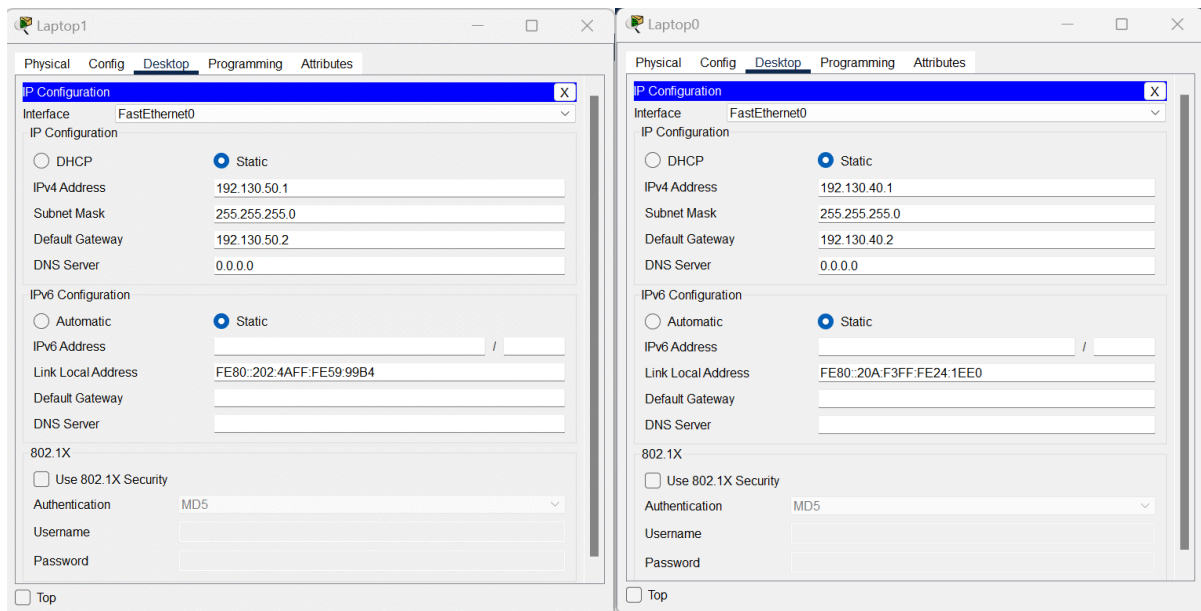 Laptop1
Physical Config Desktop Programming Attributes
IP Configuration X
Interface FastEthernet0
IP Configuration
DHCP Static
IPv4 Address 192.130.50.1
Subnet Mask 255.255.255.0
Default Gateway 192.130.50.2
DNS Server 0.0.0.0
IPv6 Configuration
Automatic Static
IPv6 Address /
Link Local Address FE80::202:4AFF:FE59:99B4
Default Gateway
DNS Server
802.1X
Use 802.1X Security
Authentication MD5
Username
Password
Top
Laptop0
Physical Config Desktop Programming Attributes
IP Configuration X
Interface FastEthernet0
IP Configuration
DHCP Static
IPv4 Address 192.130.40.1
Subnet Mask 255.255.255.0
Default Gateway 192.130.40.2
DNS Server 0.0.0.0
IPv6 Configuration
Automatic Static
IPv6 Address /
Link Local Address FE80::20A:F3FF:FE24:1EE0
Default Gateway
DNS Server
802.1X
Use 802.1X Security
Authentication MD5
Username
Password
Top